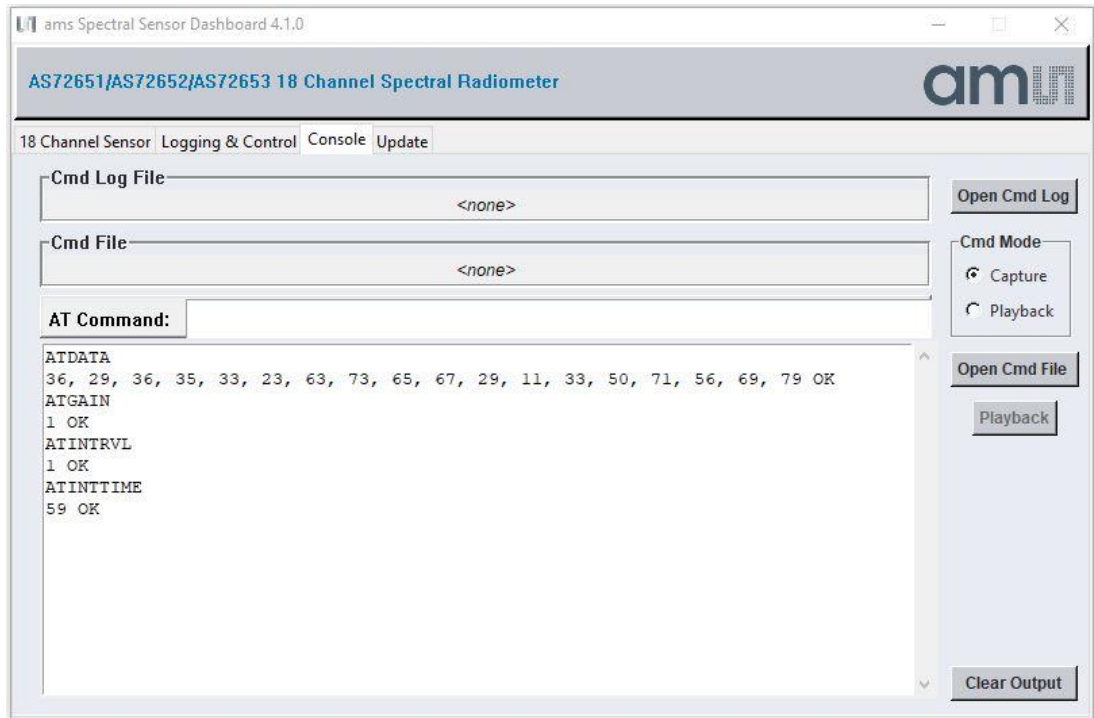 ams Spectral Sensor Dashboard 4.1.0
AS72651/AS72652/AS72653 18 Channel Spectral Radiometer
am
18 Channel Sensor Logging & Control Console Update
Cmd Log File
<none>
Open Cmd Log
Cmd File
<none>
Cmd Mode
Capture
Playback
AT Command:
ATDATA
36, 29, 36, 35, 33, 23, 63, 73, 65, 67, 29, 11, 33, 50, 71, 56, 69, 79 OK
ATGAIN
1 OK
ATINTRVL
1 OK
ATINTTIME
59 OK
Open Cmd File
Playback
Clear Output